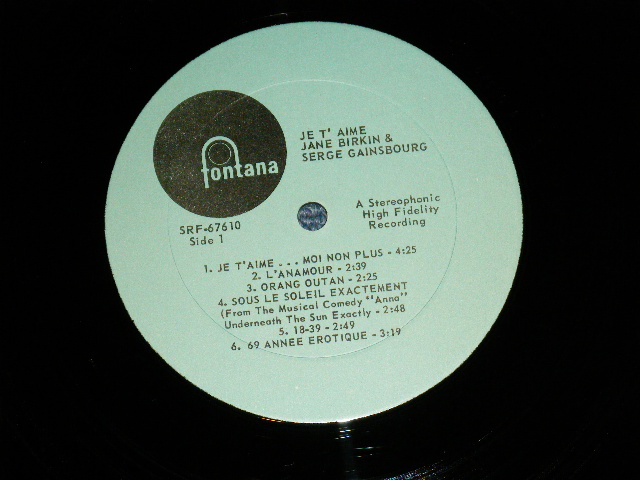 fontana
JE T' AIME
JANE BIRKIN &
SERGE GAINSBOURG
SRF-67610
Side 1
A Stereophonic
High Fidelity
Recording
1. JE T'AIME . . . MOI NON PLUS - 4:25
2. L'ANAMOUR - 2:39
3. ORANG OUTAN - 2:25
4. SOUS LE SOLEIL EXACTEMENT
(From The Musical Comedy "Anna"
Underneath The Sun Exactly - 2:48
5. 18-39 - 2:49
6. 69 ANNEE EROTIQUE - 3:19